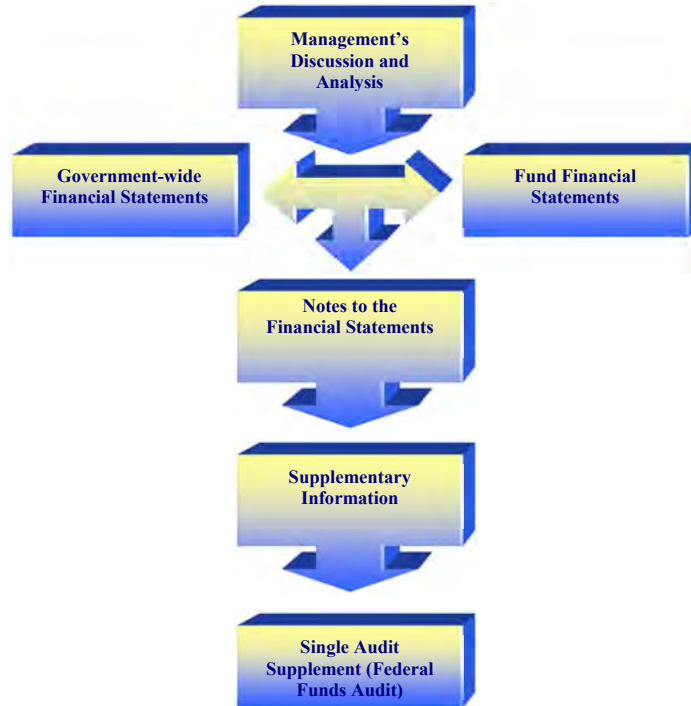 Management’s
Discussion and
Analysis
Government-wide
Financial Statements
Fund Financial
Statements
Notes to the
Financial Statements
Supplementary
Information
Single Audit
Supplement (Federal
Funds Audit)